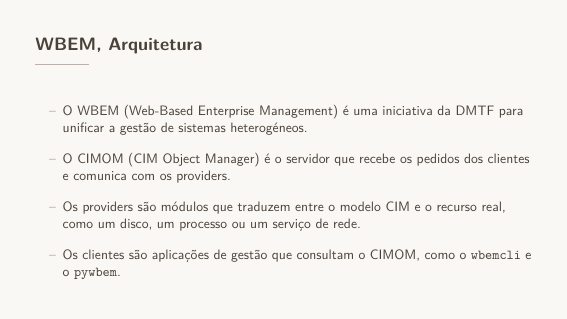 WBEM, Arquitetura
– O WBEM (Web-Based Enterprise Management) é uma iniciativa da DMTF para
unificar a gestão de sistemas heterogéneos.
– O CIMOM (CIM Object Manager) é o servidor que recebe os pedidos dos clientes
e comunica com os providers.
– Os providers são módulos que traduzem entre o modelo CIM e o recurso real,
como um disco, um processo ou um serviço de rede.
– Os clientes são aplicações de gestão que consultam o CIMOM, como o wbemcli e
o pywbem.